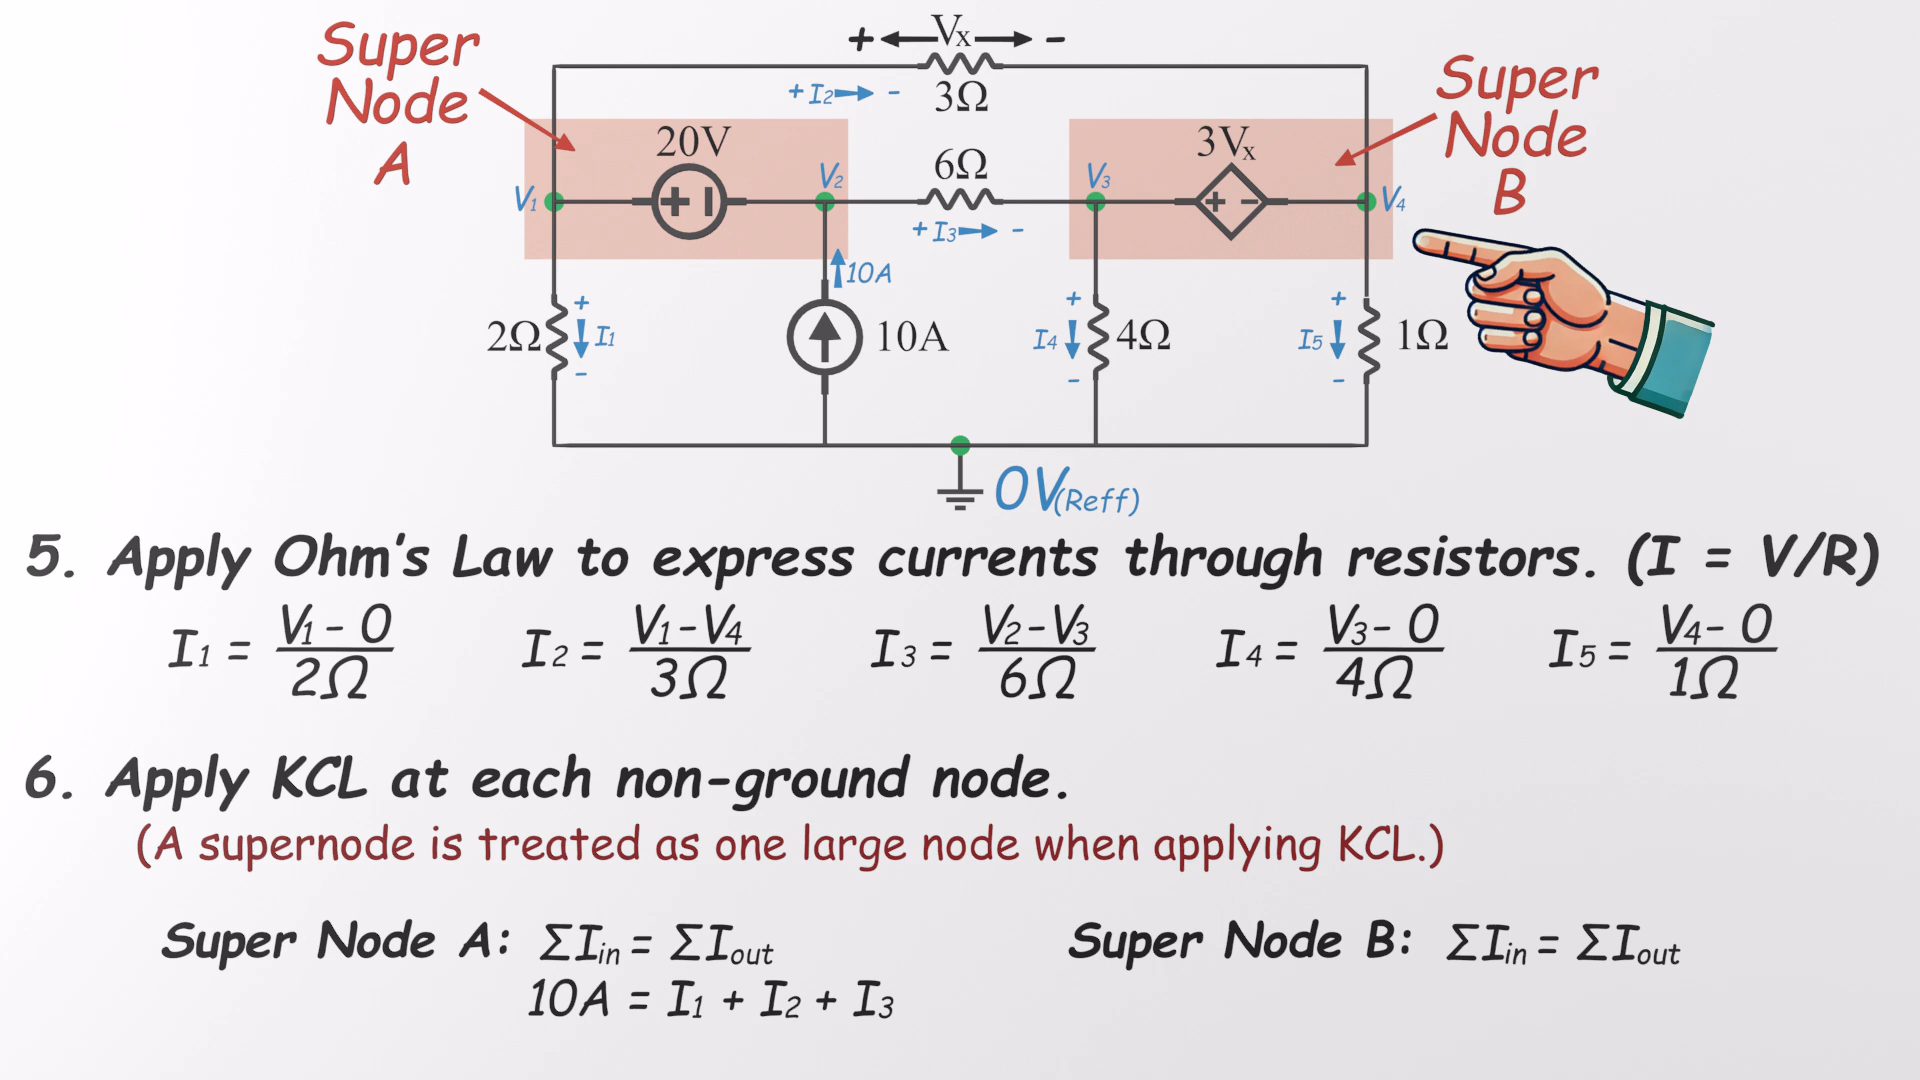 Super
Node
A
+ Vx -
+ I2 -
3Ω
Super
Node
B
20V
6Ω
3Vx
V1
V2
V3
V4
+ -
+ I3 -
10A
2Ω
+
I1
-
10A
+
I4
-
4Ω
+
I5
-
1Ω
0V(Reff)
5. Apply Ohm's Law to express currents through resistors. (I = V/R)
I1 = V1 - 0 / 2Ω
I2 = V1 - V4 / 3Ω
I3 = V2 - V3 / 6Ω
I4 = V3 - 0 / 4Ω
I5 = V4 - 0 / 1Ω
6. Apply KCL at each non-ground node.
(A supernode is treated as one large node when applying KCL.)
Super Node A: ΣIin = ΣIout
10A = I1 + I2 + I3
Super Node B: ΣIin = ΣIout